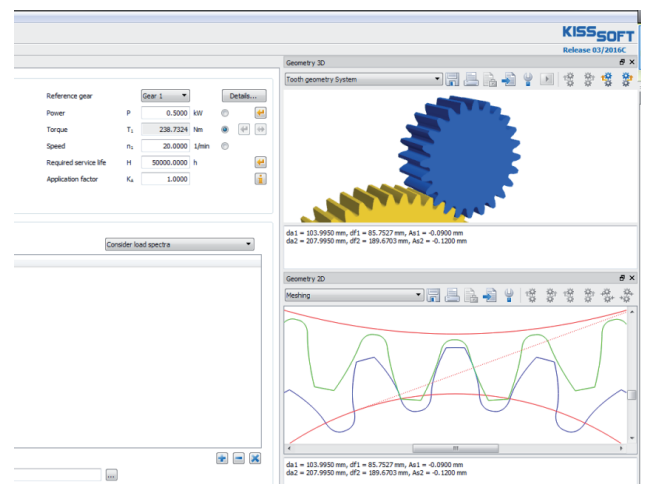 KISSSOFT
Release 03/2016C
Geometry 3D
Tooth geometry System
Reference gear Gear 1 Details...
Power P 0.5000 kW
Torque T₁ 238.7324 Nm
Speed n₁ 20.0000 1/min
Required service life H 50000.0000 h
Application factor Kₐ 1.0000
da1 = 103.9950 mm, df1 = 85.7527 mm, As1 = -0.0900 mm
da2 = 207.9950 mm, df2 = 189.6703 mm, As2 = -0.1200 mm
Consider load spectra
Geometry 2D
Meshing
...
da1 = 103.9950 mm, df1 = 85.7527 mm, As1 = -0.0900 mm
da2 = 207.9950 mm, df2 = 189.6703 mm, As2 = -0.1200 mm